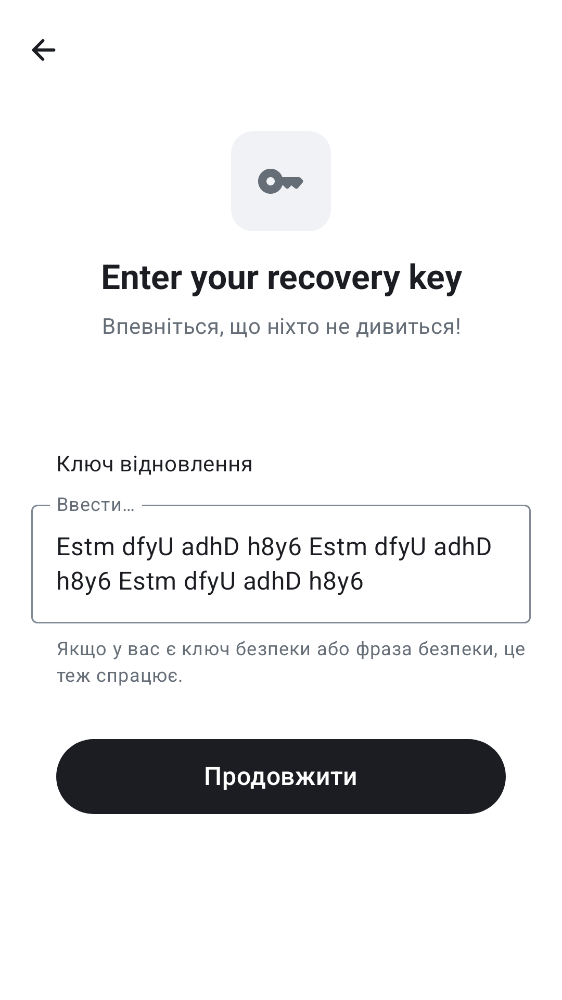 Enter your recovery key
Впевніться, що ніхто не дивиться!
Ключ відновлення
Ввести…
Estm dfyU adhD h8y6 Estm dfyU adhD
h8y6 Estm dfyU adhD h8y6
Якщо у вас є ключ безпеки або фраза безпеки, це
теж спрацює.
Продовжити